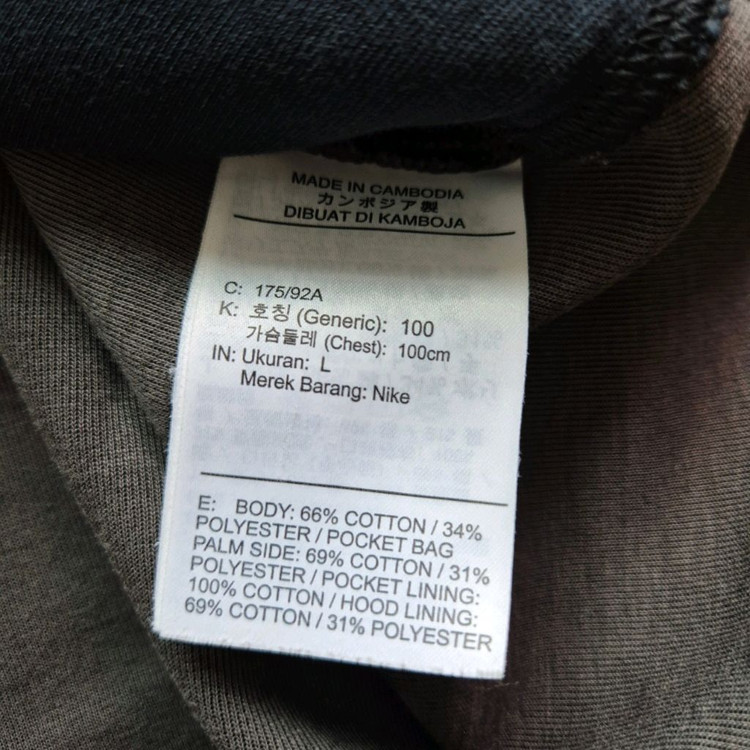 MADE IN CAMBODIA
カンボジア製
DIBUAT DI KAMBOJA
C: 175/92A
K: 호칭 (Generic): 100
가슴둘레 (Chest): 100cm
IN: Ukuran: L
Merek Barang: Nike
E: BODY: 66% COTTON / 34%
POLYESTER / POCKET BAG
PALM SIDE: 69% COTTON / 31%
POLYESTER / POCKET LINING:
100% COTTON / HOOD LINING:
69% COTTON / 31% POLYESTER